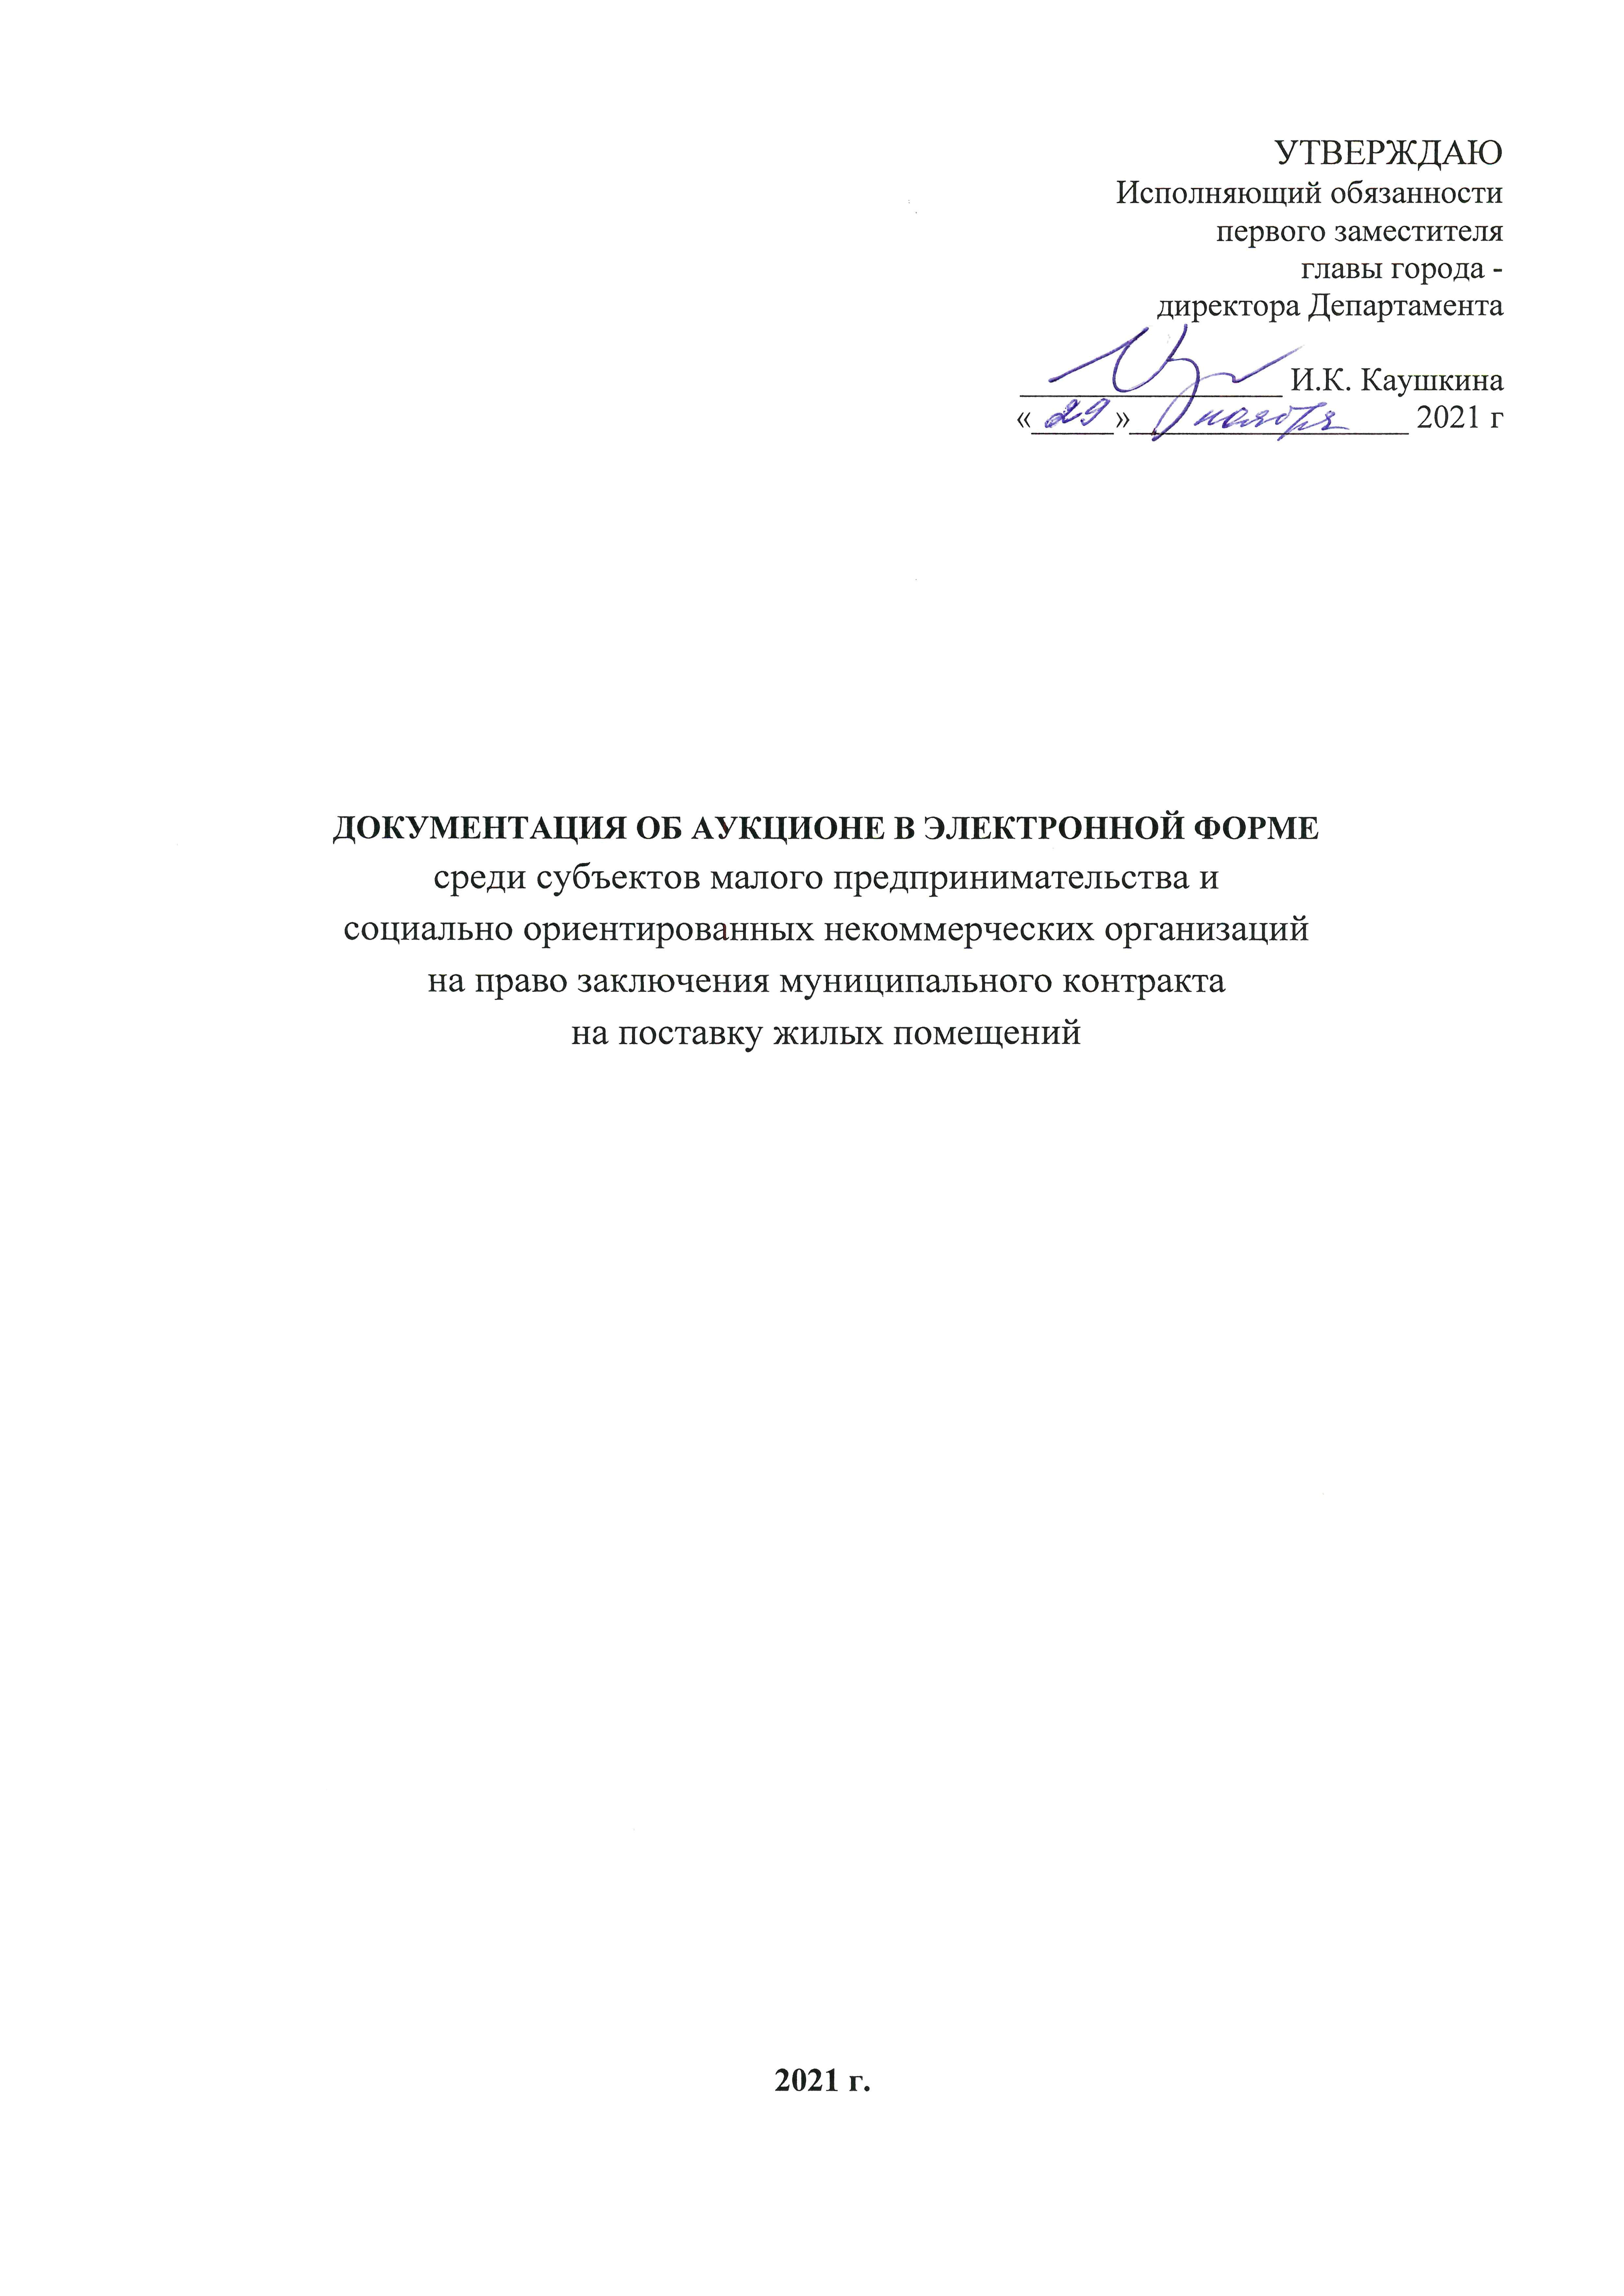 УТВЕРЖДАЮ
Исполняющий обязанности
первого заместителя
главы города -
директора Департамента
И.К. Каушкина
«29» ноября 2021 г
ДОКУМЕНТАЦИЯ ОБ АУКЦИОНЕ В ЭЛЕКТРОННОЙ ФОРМЕ
среди субъектов малого предпринимательства и
социально ориентированных некоммерческих организаций
на право заключения муниципального контракта
на поставку жилых помещений
2021 г.